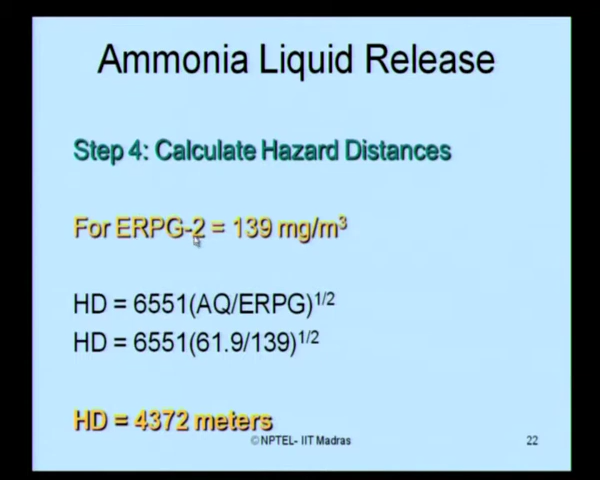 Ammonia Liquid Release
Step 4: Calculate Hazard Distances
For ERPG-2 = 139 mg/m³
HD = 6551(AQ/ERPG)^1/2
HD = 6551(61.9/139)^1/2
HD = 4372 meters
©NPTEL- IIT Madras
22